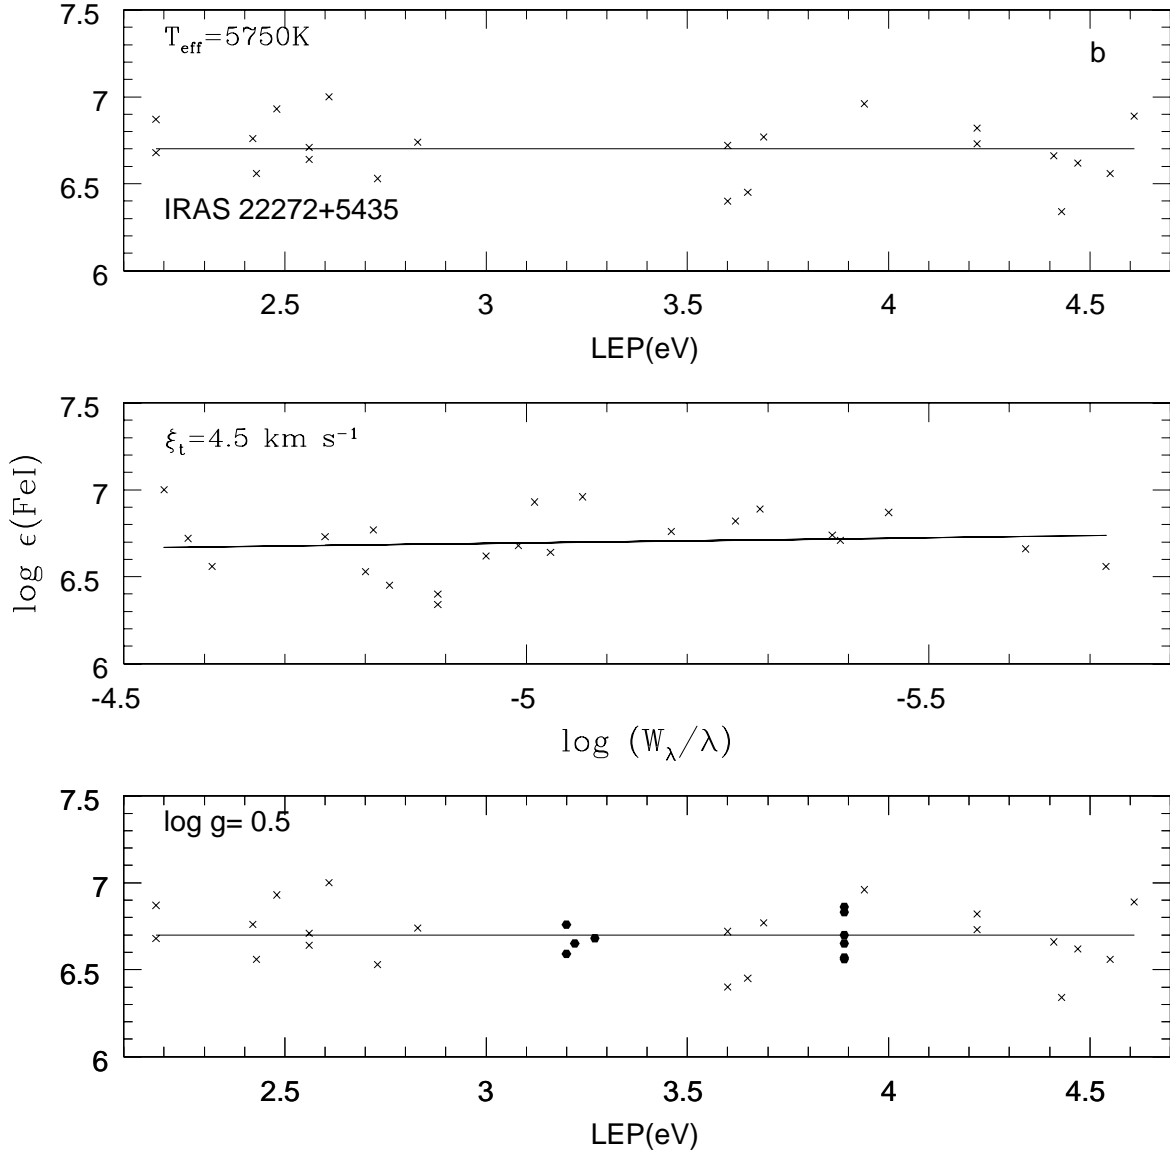 7.5
T_eff=5750K
b
7
6.5
IRAS 22272+5435
6
2.5 3 3.5 4 4.5
LEP(eV)
log ϵ(FeI)
7.5
ξ_t=4.5 km s⁻¹
7
6.5
6
-4.5 -5 -5.5
log (W_λ/λ)
7.5
log g= 0.5
7
6.5
6
2.5 3 3.5 4 4.5
LEP(eV)